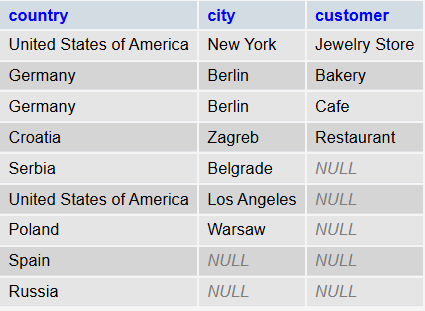 country city customer
United States of America New York Jewelry Store
Germany Berlin Bakery
Germany Berlin Cafe
Croatia Zagreb Restaurant
Serbia Belgrade NULL
United States of America Los Angeles NULL
Poland Warsaw NULL
Spain NULL NULL
Russia NULL NULL